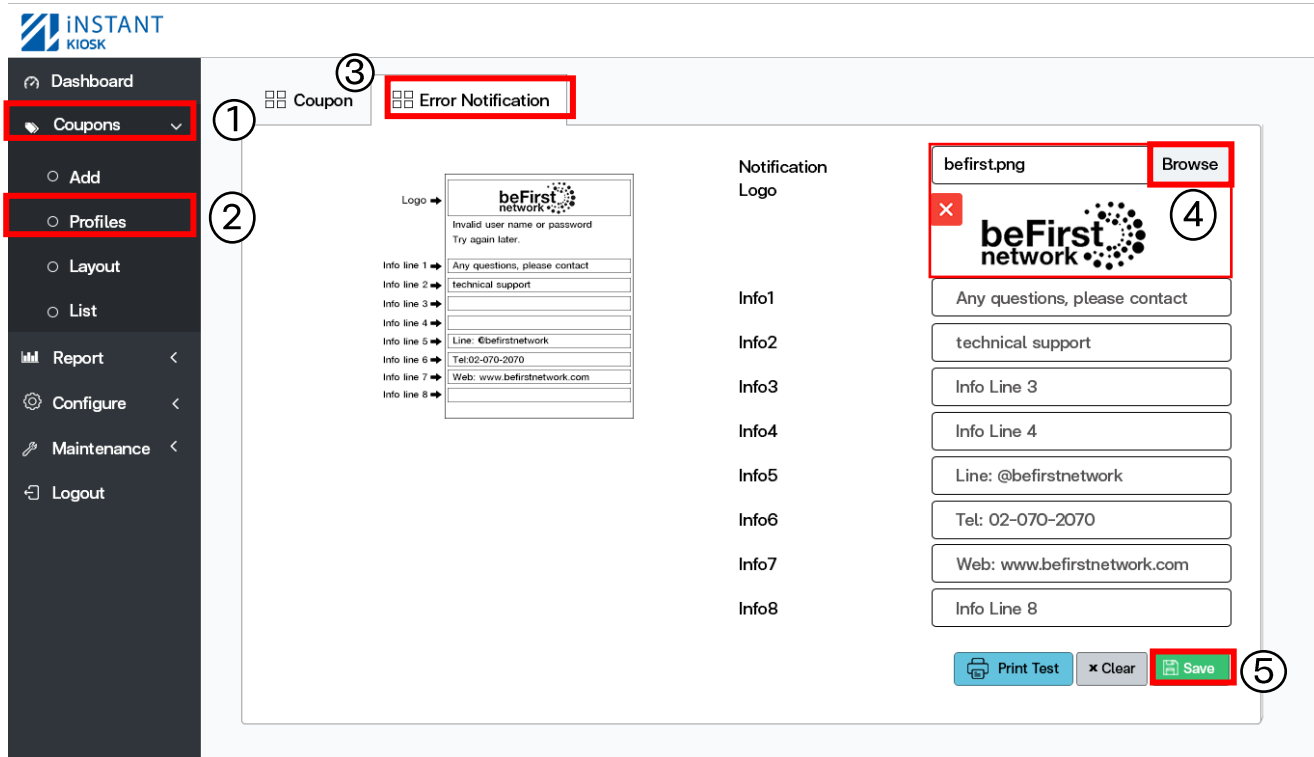 iNSTANT
KIOSK
Dashboard
Coupons
①
Add
Profiles
②
Layout
List
Report
Configure
Maintenance
Logout
③
Coupon
Error Notification
Logo
beFirst
network
Invalid user name or password
Try again later.
Info line 1
Any questions, please contact
Info line 2
technical support
Info line 3
Info line 4
Info line 5
Line: @befirstnetwork
Info line 6
Tel:02-070-2070
Info line 7
Web: www.befirstnetwork.com
Info line 8
Notification
Logo
befirst.png
Browse
④
beFirst
network
Info1
Any questions, please contact
Info2
technical support
Info3
Info Line 3
Info4
Info Line 4
Info5
Line: @befirstnetwork
Info6
Tel: 02-070-2070
Info7
Web: www.befirstnetwork.com
Info8
Info Line 8
Print Test
× Clear
Save
⑤